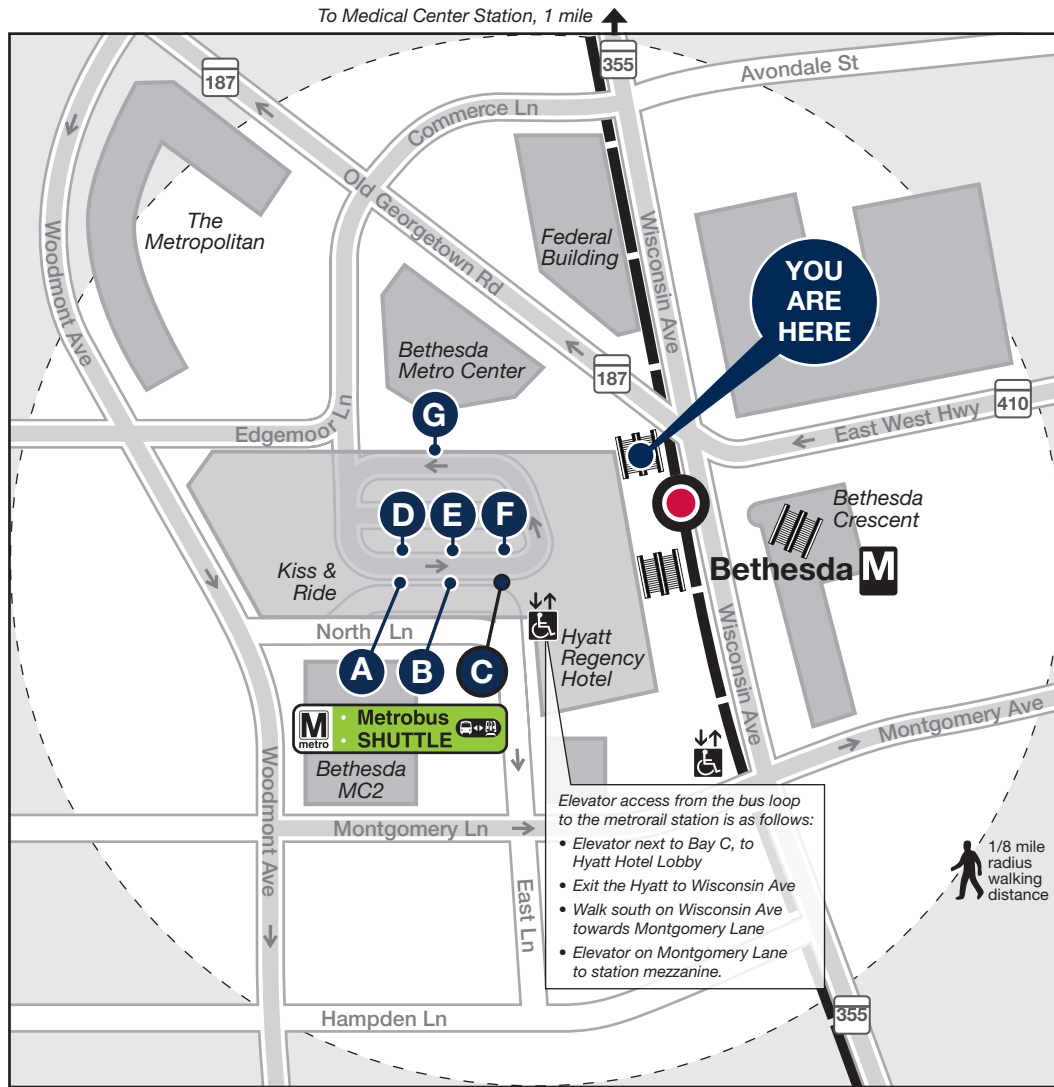 To Medical Center Station, 1 mile
355
Avondale St
187
Commerce Ln
Woodmont Ave
The
Metropolitan
Old Georgetown Rd
Federal
Building
Wisconsin Ave
YOU
ARE
HERE
Bethesda
Metro Center
187
410
East West Hwy
Edgemoor Ln
G
D
E
F
Bethesda
Crescent
Kiss &
Ride
Bethesda M
North Ln
Hyatt
Regency
Hotel
Wisconsin Ave
A
B
C
M
metro
• Metrobus
• SHUTTLE
Bethesda
MC2
Woodmont Ave
Montgomery Ave
Montgomery Ln
East Ln
Elevator access from the bus loop
to the metrorail station is as follows:
• Elevator next to Bay C, to
Hyatt Hotel Lobby
• Exit the Hyatt to Wisconsin Ave
• Walk south on Wisconsin Ave
towards Montgomery Lane
• Elevator on Montgomery Lane
to station mezzanine.
1/8 mile
radius
walking
distance
Hampden Ln
355